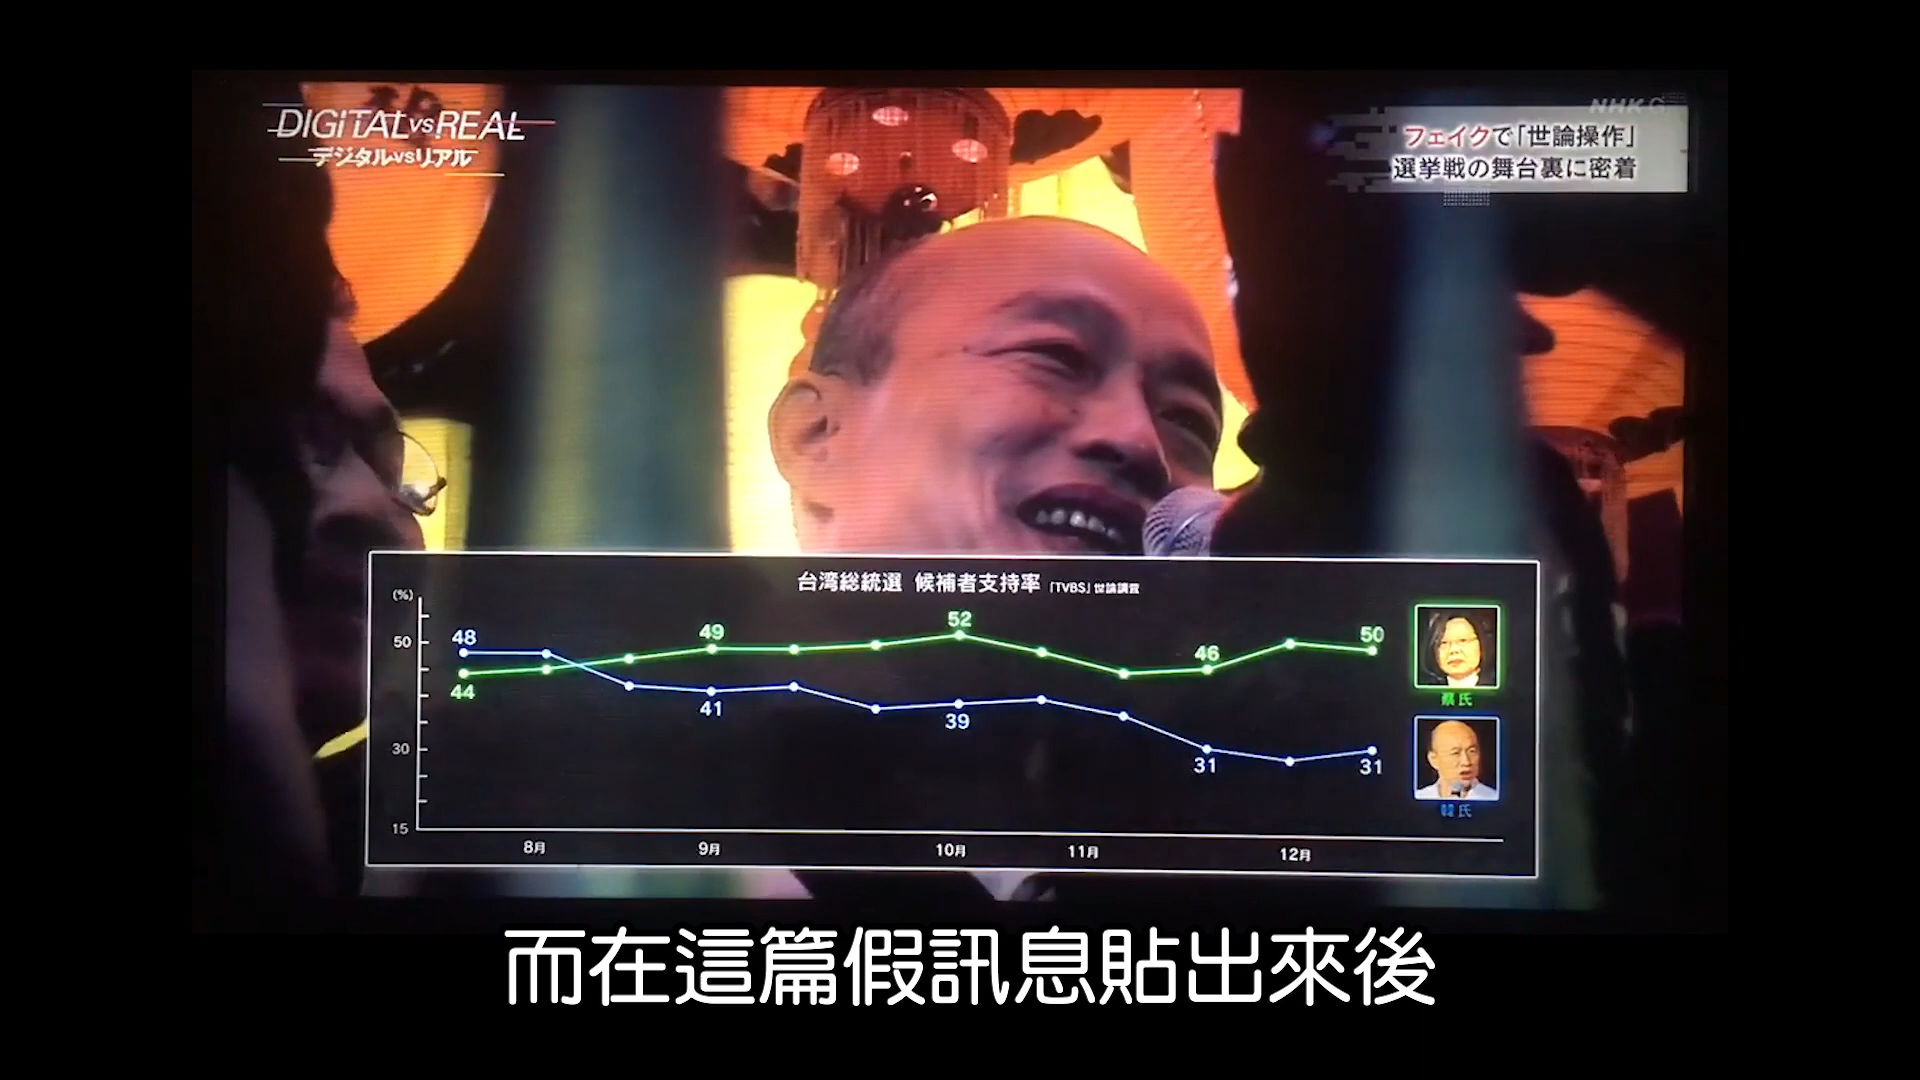 DIGITAL vs REAL
デジタルvsリアル
NHK G
フェイクで「世論操作」
選挙戦の舞台裏に密着
台湾総統選 候補者支持率 「TVBS」世論調査
(%)
50
30
15
48
44
49
41
52
39
46
31
50
31
蔡氏
韓氏
8月 9月 10月 11月 12月
而在這篇假訊息貼出來後